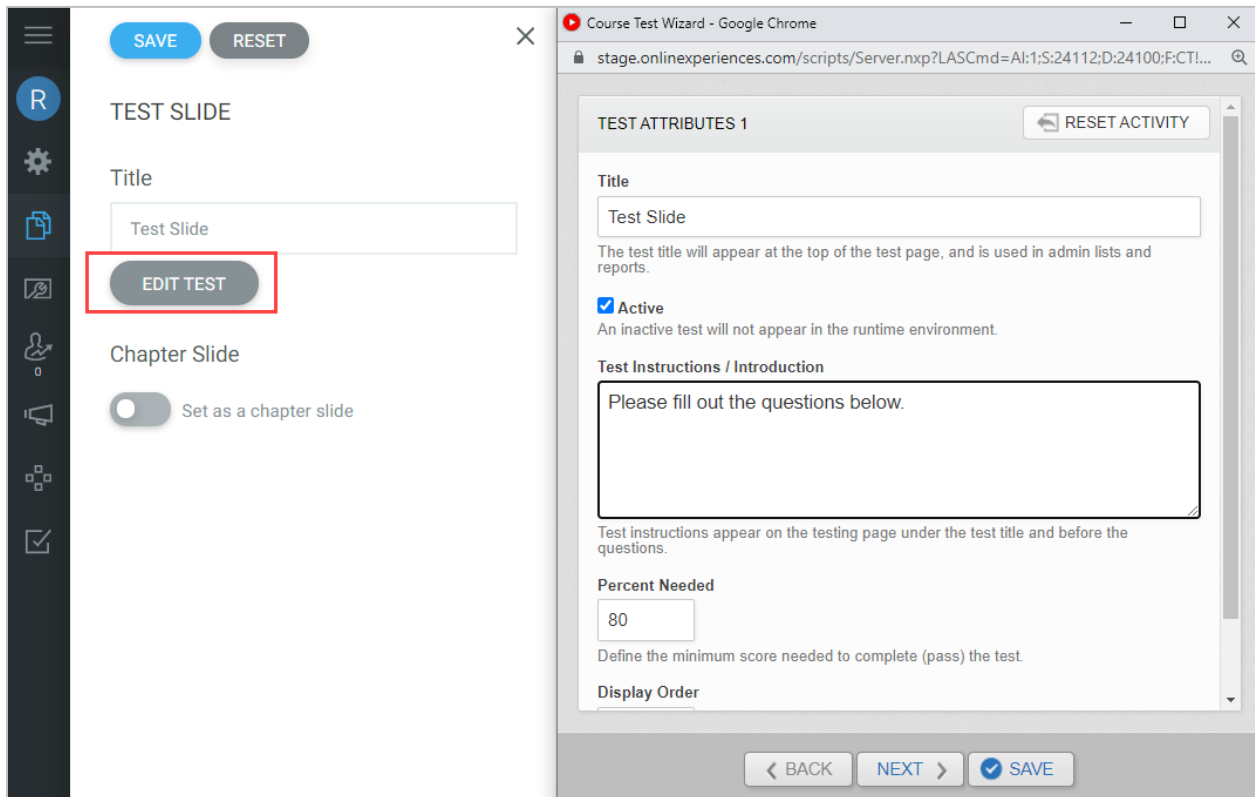 SAVE
RESET
R
TEST SLIDE
Title
Test Slide
EDIT TEST
Chapter Slide
Set as a chapter slide
0
Course Test Wizard - Google Chrome
stage.onlinexperiences.com/scripts/Server.nxp?LASCmd=AI:1;S:24112;D:24100;F:CT!...
TEST ATTRIBUTES 1
RESET ACTIVITY
Title
Test Slide
The test title will appear at the top of the test page, and is used in admin lists and
reports.
Active
An inactive test will not appear in the runtime environment.
Test Instructions / Introduction
Please fill out the questions below.
Test instructions appear on the testing page under the test title and before the
questions.
Percent Needed
80
Define the minimum score needed to complete (pass) the test.
Display Order
BACK
NEXT
SAVE